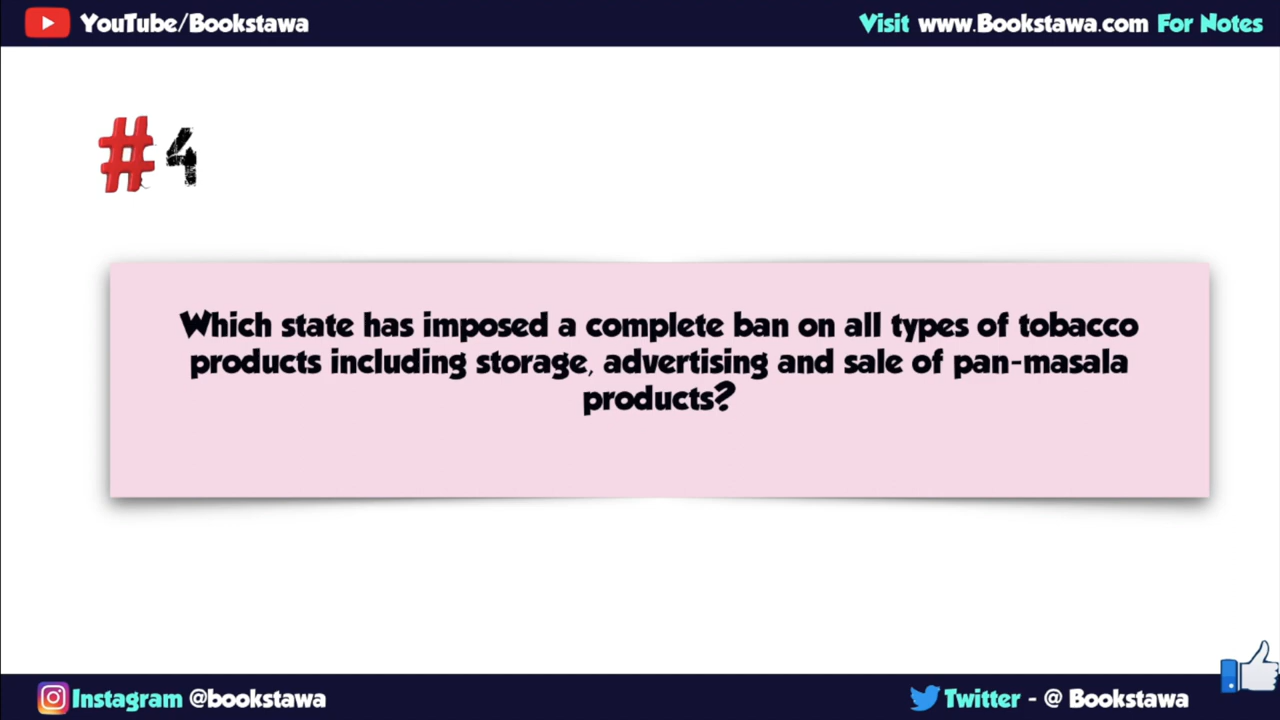 YouTube/Bookstawa
Visit www.Bookstawa.com For Notes
#4
Which state has imposed a complete ban on all types of tobacco
products including storage, advertising and sale of pan-masala
products?
Instagram @bookstawa
Twitter - @ Bookstawa